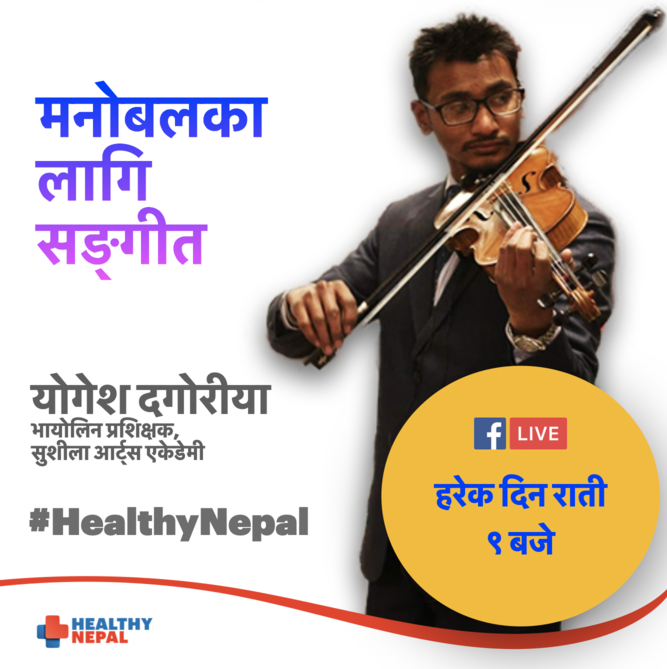 मनोबलका
लागि
सङ्गीत
योगेश दगोरीया
भायोलिन प्रशिक्षक,
सुशीला आर्ट्स एकेडेमी
#HealthyNepal
f LIVE
हरेक दिन राती
९ बजे
HEALTHY
NEPAL